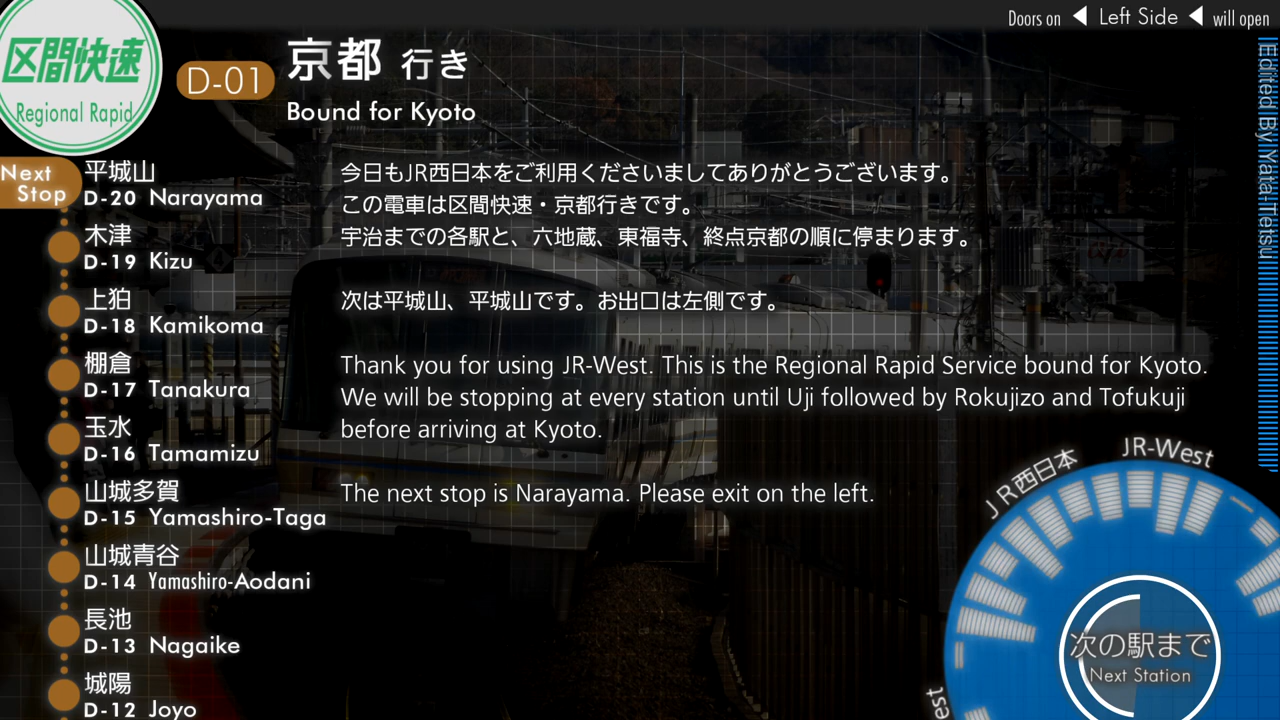 Doors on ◀ Left Side ◀ will open
区間快速
Regional Rapid
D-01
京都 行き
Bound for Kyoto
Edited By Yata-Tetsu
Next
Stop
平城山
D-20 Narayama
木津
D-19 Kizu
上狛
D-18 Kamikoma
棚倉
D-17 Tanakura
玉水
D-16 Tamamizu
山城多賀
D-15 Yamashiro-Taga
山城青谷
D-14 Yamashiro-Aodani
長池
D-13 Nagaike
城陽
D-12 Joyo
今日もJR西日本をご利用くださいましてありがとうございます。
この電車は区間快速・京都行きです。
宇治までの各駅と、六地蔵、東福寺、終点京都の順に停まります。
次は平城山、平城山です。お出口は左側です。
Thank you for using JR-West. This is the Regional Rapid Service bound for Kyoto.
We will be stopping at every station until Uji followed by Rokujizo and Tofukuji
before arriving at Kyoto.
The next stop is Narayama. Please exit on the left.
JR西日本
JR-West
次の駅まで
Next Station
est